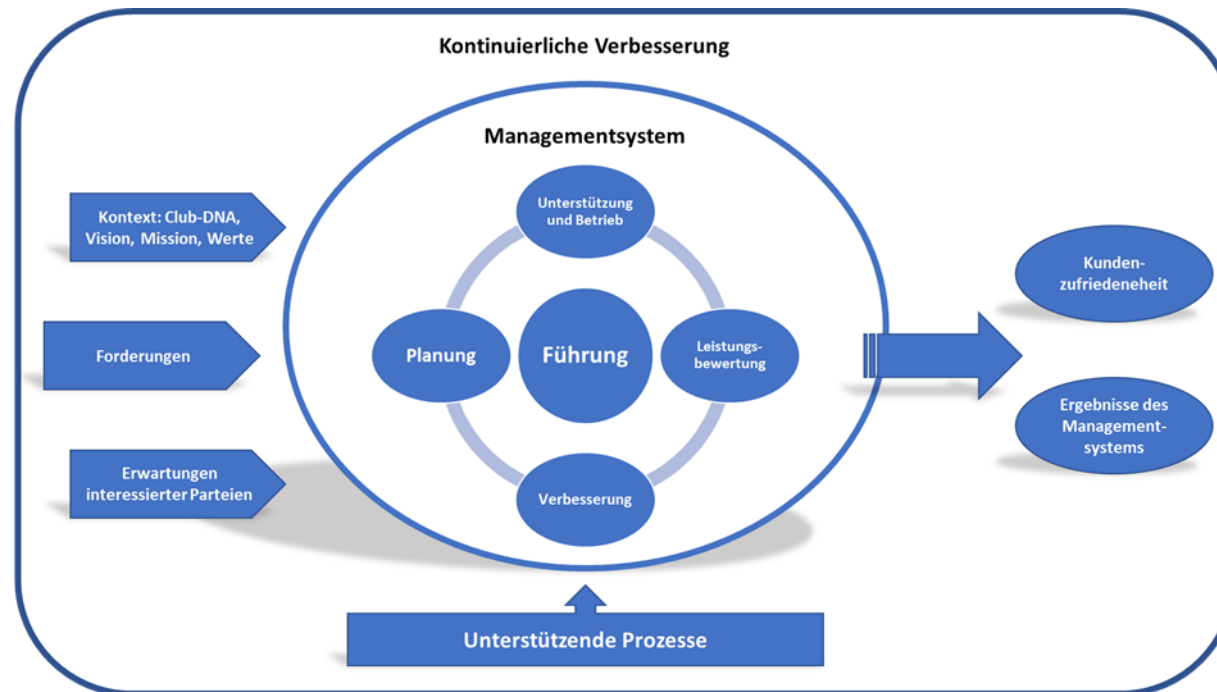 Kontinuierliche Verbesserung
Managementsystem
Kontext: Club-DNA,
Vision, Mission, Werte
Forderungen
Erwartungen
interessierter Parteien
Unterstützung
und Betrieb
Planung
Führung
Leistungs-
bewertung
Verbesserung
Kunden-
zufriedeneheit
Ergebnisse des
Management-
systems
Unterstützende Prozesse